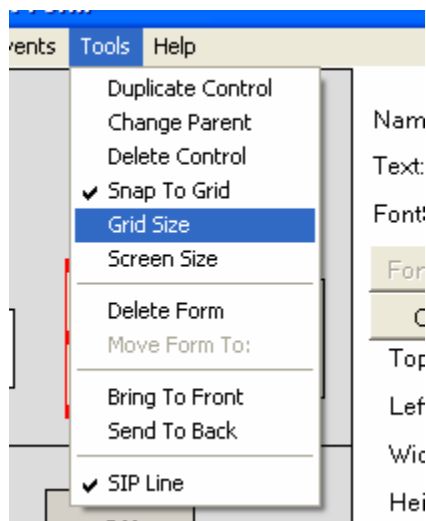 Tools Help
Duplicate Control
Change Parent
Delete Control
Snap To Grid
Grid Size
Screen Size
Delete Form
Move Form To:
Bring To Front
Send To Back
SIP Line
Text: